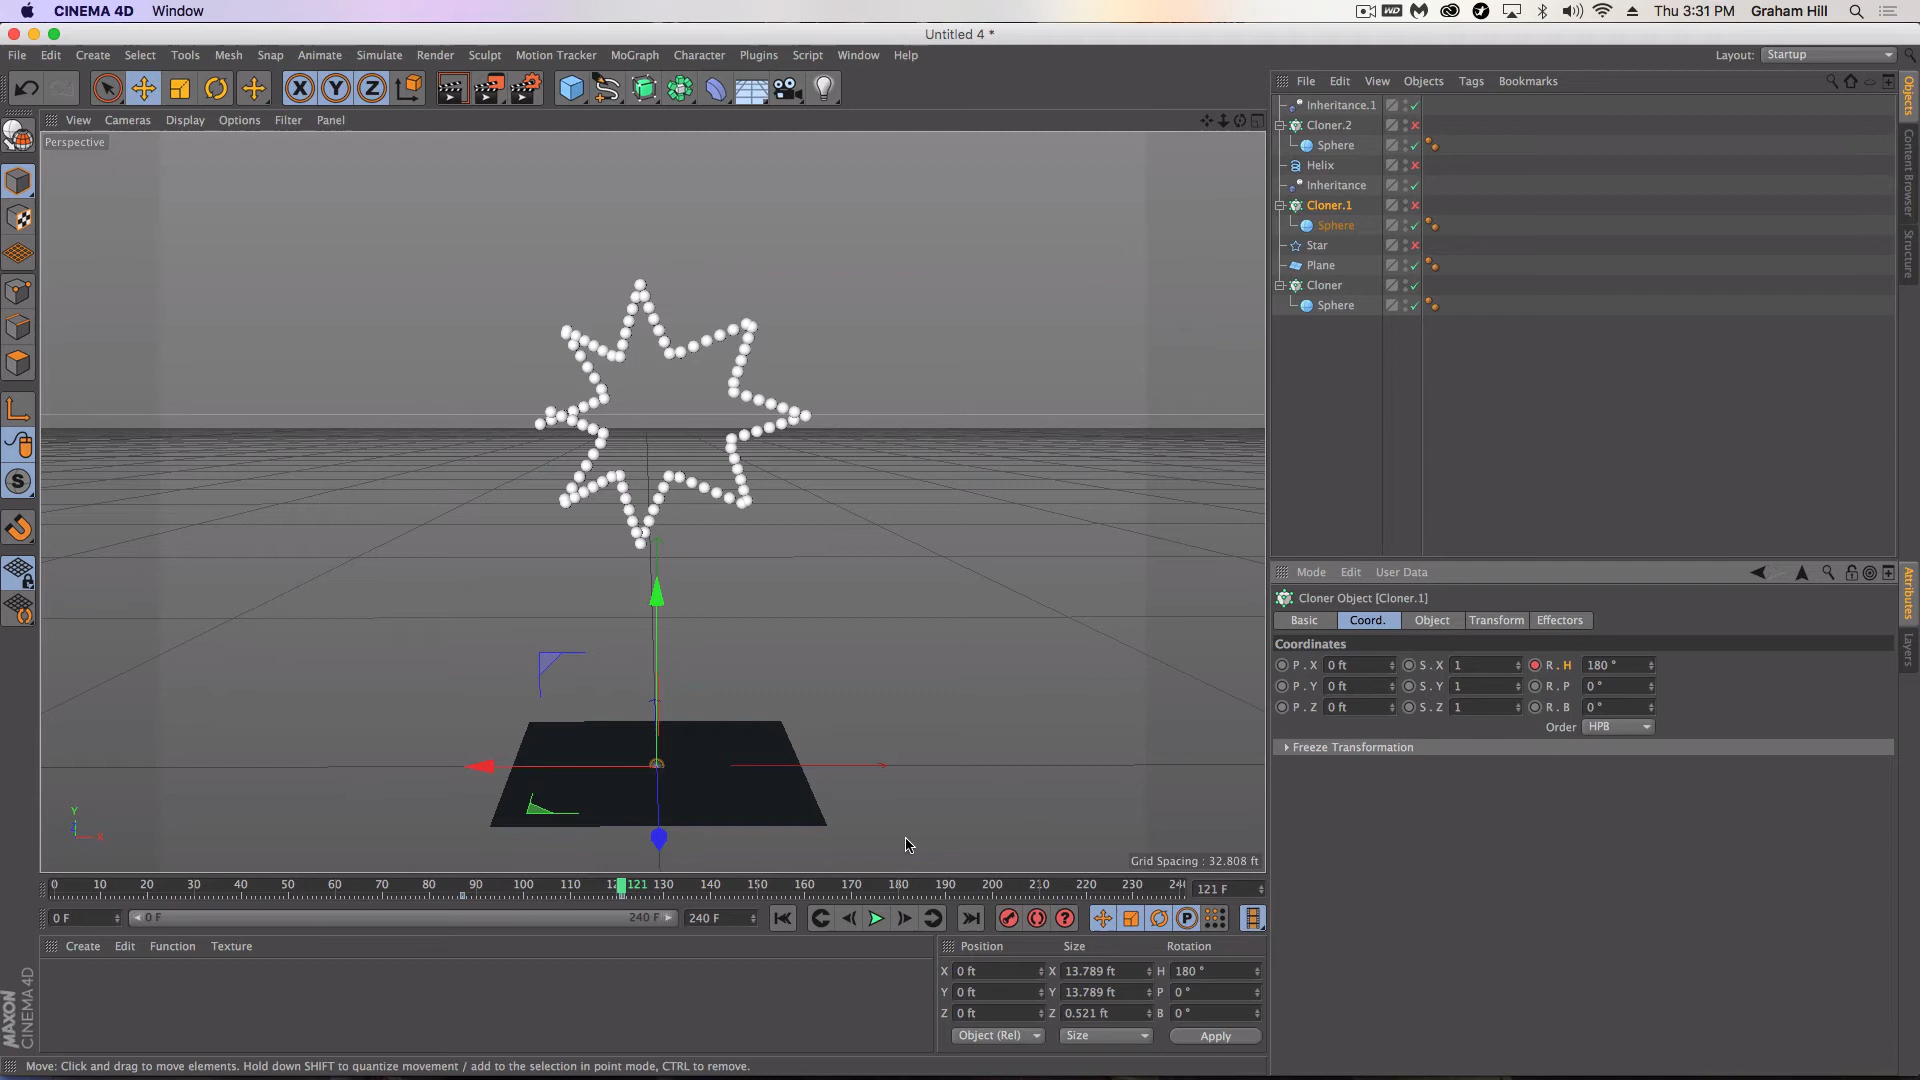 CINEMA 4D Window Thu 3:31 PM Graham Hill
Untitled 4 *
File Edit Create Select Tools Mesh Snap Animate Simulate Render Sculpt Motion Tracker MoGraph Character Plugins Script Window Help Layout: Startup
X Y Z
File Edit View Objects Tags Bookmarks
View Cameras Display Options Filter Panel
Perspective
Inheritance.1
Cloner.2
Sphere
Helix
Inheritance
Cloner.1
Sphere
Star
Plane
Cloner
Sphere
Objects
Content Browser
Structure
Mode Edit User Data
Cloner Object [Cloner.1]
Basic Coord. Object Transform Effectors
Coordinates
P . X 0 ft S . X 1 R . H 180 °
P . Y 0 ft S . Y 1 R . P 0 °
P . Z 0 ft S . Z 1 R . B 0 °
Order HPB
Freeze Transformation
Attributes
Layers
Y
Z
X
Grid Spacing : 32.808 ft
0 10 20 30 40 50 60 70 80 90 100 110 121 130 140 150 160 170 180 190 200 210 220 230 121 F
0 F 0 F 240 F 240 F
Create Edit Function Texture
Position Size Rotation
X 0 ft X 13.789 ft H 180 °
Y 0 ft Y 13.789 ft P 0 °
Z 0 ft Z 0.521 ft B 0 °
Object (Rel) Size Apply
MAXON
CINEMA 4D
Move: Click and drag to move elements. Hold down SHIFT to quantize movement / add to the selection in point mode, CTRL to remove.